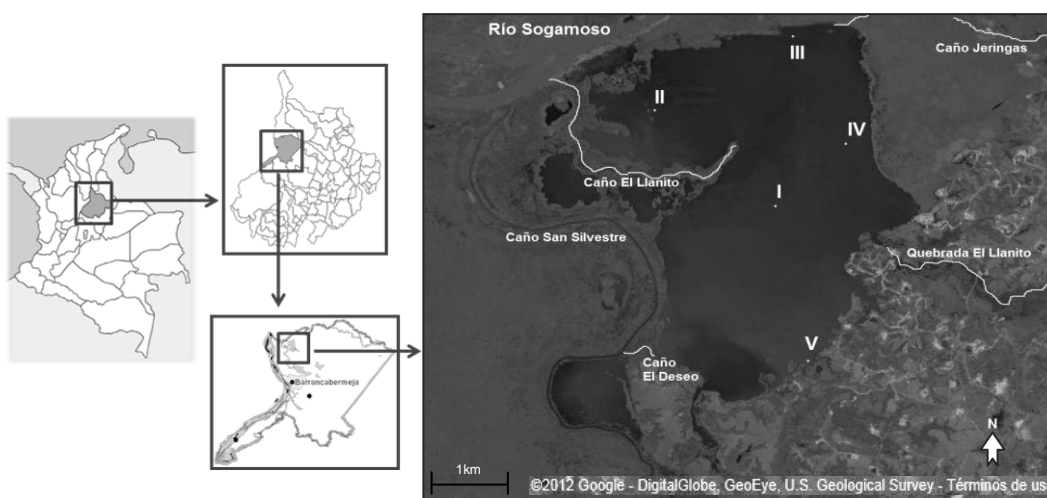 Río Sogamoso
III
Caño Jeringas
II
IV
Caño El Llanito
I
Caño San Silvestre
Quebrada El Llanito
V
Caño
El Deseo
Barrancabermeja
N
1km
©2012 Google - DigitalGlobe, GeoEye, U.S. Geological Survey - Términos de us